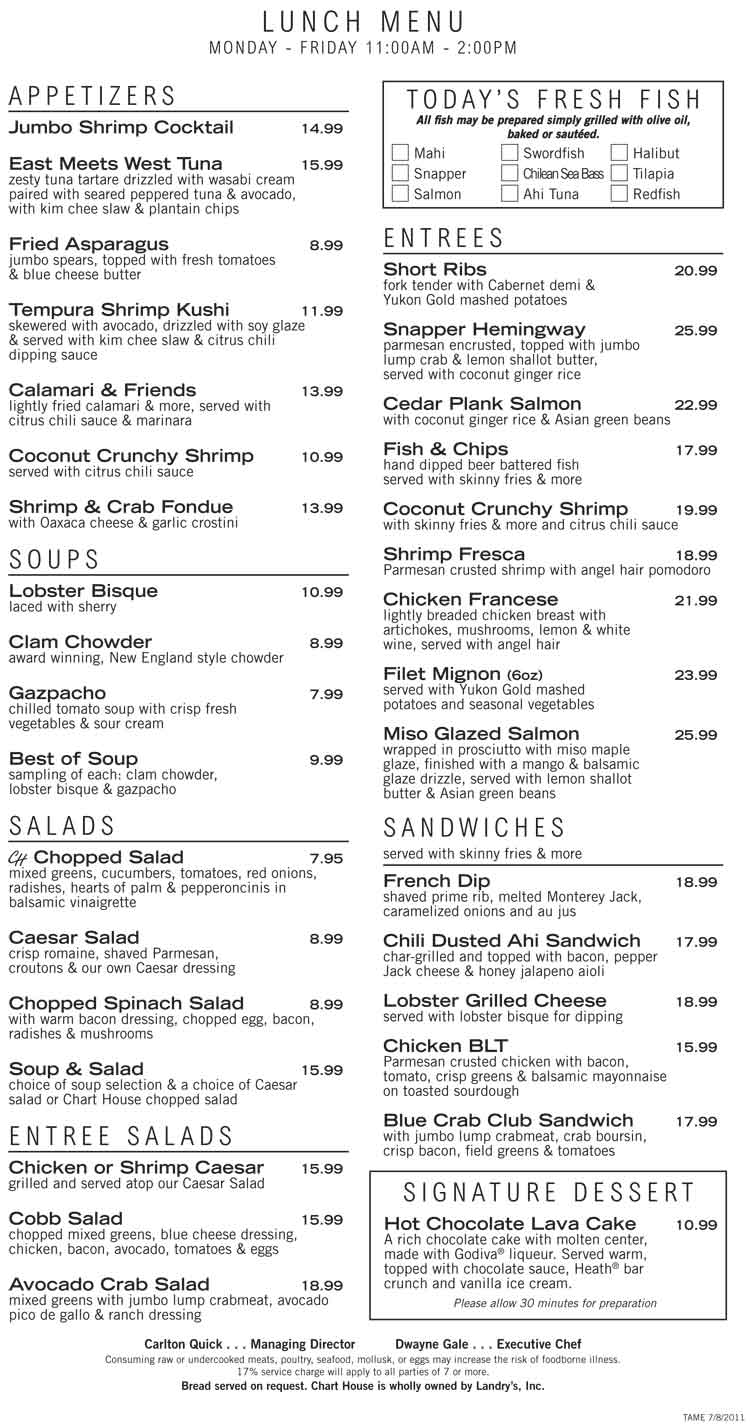 LUNCH MENU
MONDAY - FRIDAY 11:00AM - 2:00PM
APPETIZERS
Jumbo Shrimp Cocktail 14.99
East Meets West Tuna 15.99
zesty tuna tartare drizzled with wasabi cream
paired with seared peppered tuna & avocado,
with kim chee slaw & plantain chips
Fried Asparagus 8.99
jumbo spears, topped with fresh tomatoes
& blue cheese butter
Tempura Shrimp Kushi 11.99
skewered with avocado, drizzled with soy glaze
& served with kim chee slaw & citrus chili
dipping sauce
Calamari & Friends 13.99
lightly fried calamari & more, served with
citrus chili sauce & marinara
Coconut Crunchy Shrimp 10.99
served with citrus chili sauce
Shrimp & Crab Fondue 13.99
with Oaxaca cheese & garlic crostini
SOUPS
Lobster Bisque 10.99
laced with sherry
Clam Chowder 8.99
award winning, New England style chowder
Gazpacho 7.99
chilled tomato soup with crisp fresh
vegetables & sour cream
Best of Soup 9.99
sampling of each: clam chowder,
lobster bisque & gazpacho
SALADS
CH Chopped Salad 7.95
mixed greens, cucumbers, tomatoes, red onions,
radishes, hearts of palm & pepperoncinis in
balsamic vinaigrette
Caesar Salad 8.99
crisp romaine, shaved Parmesan,
croutons & our own Caesar dressing
Chopped Spinach Salad 8.99
with warm bacon dressing, chopped egg, bacon,
radishes & mushrooms
Soup & Salad 15.99
choice of soup selection & a choice of Caesar
salad or Chart House chopped salad
ENTREE SALADS
Chicken or Shrimp Caesar 15.99
grilled and served atop our Caesar Salad
Cobb Salad 15.99
chopped mixed greens, blue cheese dressing,
chicken, bacon, avocado, tomatoes & eggs
Avocado Crab Salad 18.99
mixed greens with jumbo lump crabmeat, avocado
pico de gallo & ranch dressing
TODAY'S FRESH FISH
All fish may be prepared simply grilled with olive oil,
baked or sautéed.
Mahi Swordfish Halibut
Snapper Chilean Sea Bass Tilapia
Salmon Ahi Tuna Redfish
ENTREES
Short Ribs 20.99
fork tender with Cabernet demi &
Yukon Gold mashed potatoes
Snapper Hemingway 25.99
parmesan encrusted, topped with jumbo
lump crab & lemon shallot butter,
served with coconut ginger rice
Cedar Plank Salmon 22.99
with coconut ginger rice & Asian green beans
Fish & Chips 17.99
hand dipped beer battered fish
served with skinny fries & more
Coconut Crunchy Shrimp 19.99
with skinny fries & more and citrus chili sauce
Shrimp Fresca 18.99
Parmesan crusted shrimp with angel hair pomodoro
Chicken Francese 21.99
lightly breaded chicken breast with
artichokes, mushrooms, lemon & white
wine, served with angel hair
Filet Mignon (6oz) 23.99
served with Yukon Gold mashed
potatoes and seasonal vegetables
Miso Glazed Salmon 25.99
wrapped in prosciutto with miso maple
glaze, finished with a mango & balsamic
glaze drizzle, served with lemon shallot
butter & Asian green beans
SANDWICHES
served with skinny fries & more
French Dip 18.99
shaved prime rib, melted Monterey Jack,
caramelized onions and au jus
Chili Dusted Ahi Sandwich 17.99
char-grilled and topped with bacon, pepper
Jack cheese & honey jalapeno aioli
Lobster Grilled Cheese 18.99
served with lobster bisque for dipping
Chicken BLT 15.99
Parmesan crusted chicken with bacon,
tomato, crisp greens & balsamic mayonnaise
on toasted sourdough
Blue Crab Club Sandwich 17.99
with jumbo lump crabmeat, crab boursin,
crisp bacon, field greens & tomatoes
SIGNATURE DESSERT
Hot Chocolate Lava Cake 10.99
A rich chocolate cake with molten center,
made with Godiva® liqueur. Served warm,
topped with chocolate sauce, Heath® bar
crunch and vanilla ice cream.
Please allow 30 minutes for preparation
Carlton Quick . . . Managing Director Dwayne Gale . . . Executive Chef
Consuming raw or undercooked meats, poultry, seafood, mollusk, or eggs may increase the risk of foodborne illness.
17% service charge will apply to all parties of 7 or more.
Bread served on request. Chart House is wholly owned by Landry's, Inc.
TAME 7/8/2011